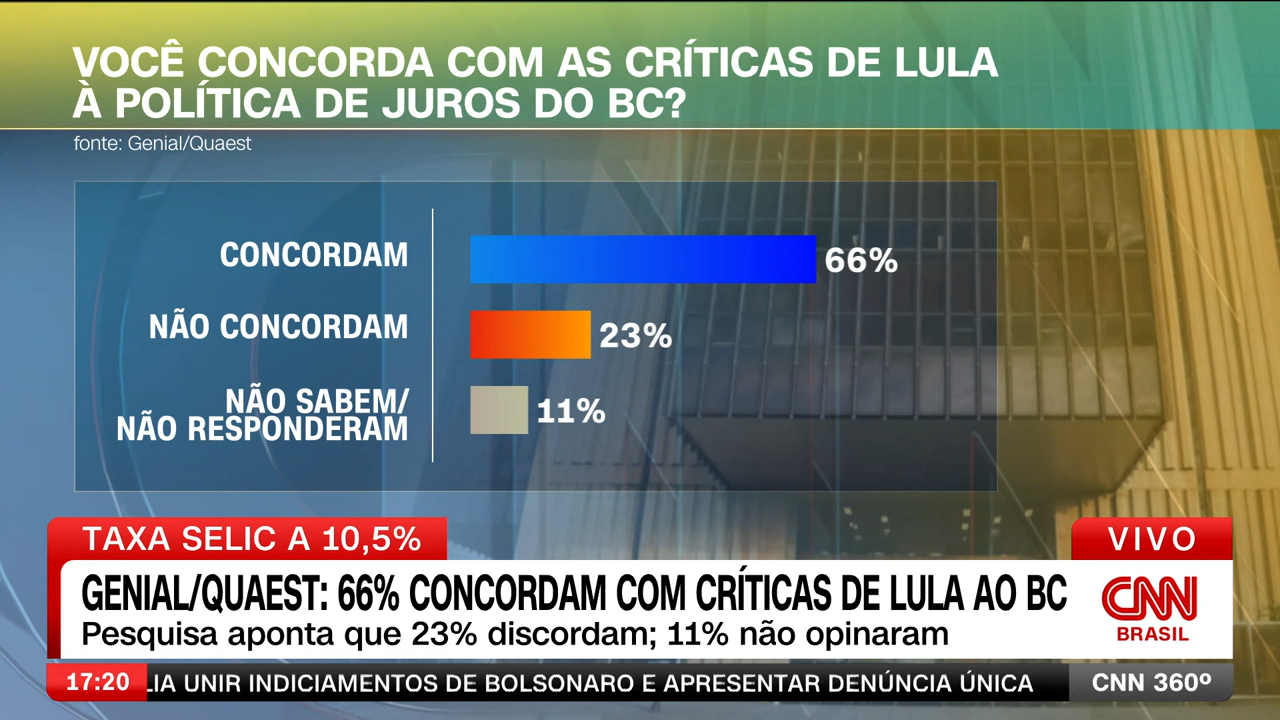 VOCÊ CONCORDA COM AS CRÍTICAS DE LULA
À POLÍTICA DE JUROS DO BC?
fonte: Genial/Quaest
CONCORDAM
66%
NÃO CONCORDAM
23%
NÃO SABEM/
NÃO RESPONDERAM
11%
TAXA SELIC A 10,5%
VIVO
GENIAL/QUAEST: 66% CONCORDAM COM CRÍTICAS DE LULA AO BC
Pesquisa aponta que 23% discordam; 11% não opinaram
CNN
BRASIL
17:20
UNIR INDICIAMENTOS DE BOLSONARO E APRESENTAR DENÚNCIA ÚNICA
CNN 360º